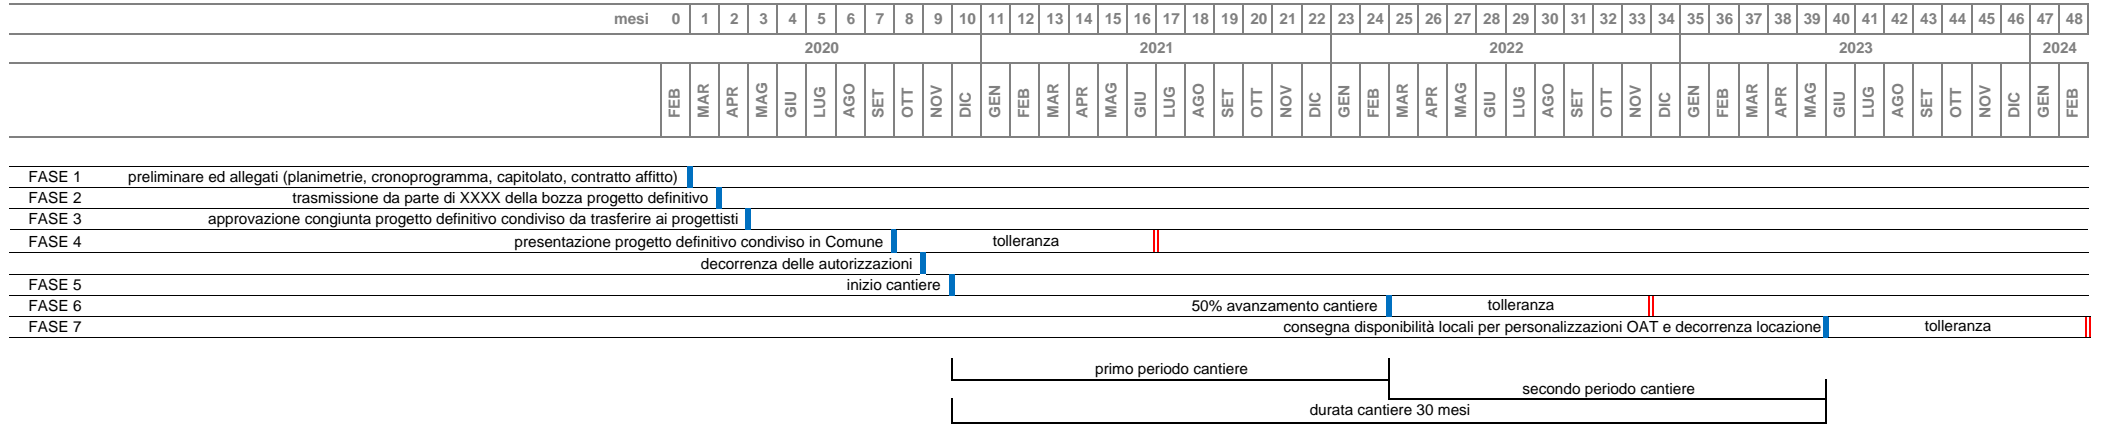 mesi 0 1 2 3 4 5 6 7 8 9 10 11 12 13 14 15 16 17 18 19 20 21 22 23 24 25 26 27 28 29 30 31 32 33 34 35 36 37 38 39 40 41 42 43 44 45 46 47 48
2020 2021 2022 2023 2024
FEB MAR APR MAG GIU LUG AGO SET OTT NOV DIC GEN FEB MAR APR MAG GIU LUG AGO SET OTT NOV DIC GEN FEB MAR APR MAG GIU LUG AGO SET OTT NOV DIC GEN FEB MAR APR MAG GIU LUG AGO SET OTT NOV DIC GEN FEB
FASE 1 preliminare ed allegati (planimetrie, cronoprogramma, capitolato, contratto affitto)
FASE 2 trasmissione da parte di XXXX della bozza progetto definitivo
FASE 3 approvazione congiunta progetto definitivo condiviso da trasferire ai progettisti
FASE 4 presentazione progetto definitivo condiviso in Comune tolleranza
decorrenza delle autorizzazioni
FASE 5 inizio cantiere
FASE 6 50% avanzamento cantiere tolleranza
FASE 7 consegna disponibilità locali per personalizzazioni OAT e decorrenza locazione tolleranza
primo periodo cantiere
secondo periodo cantiere
durata cantiere 30 mesi